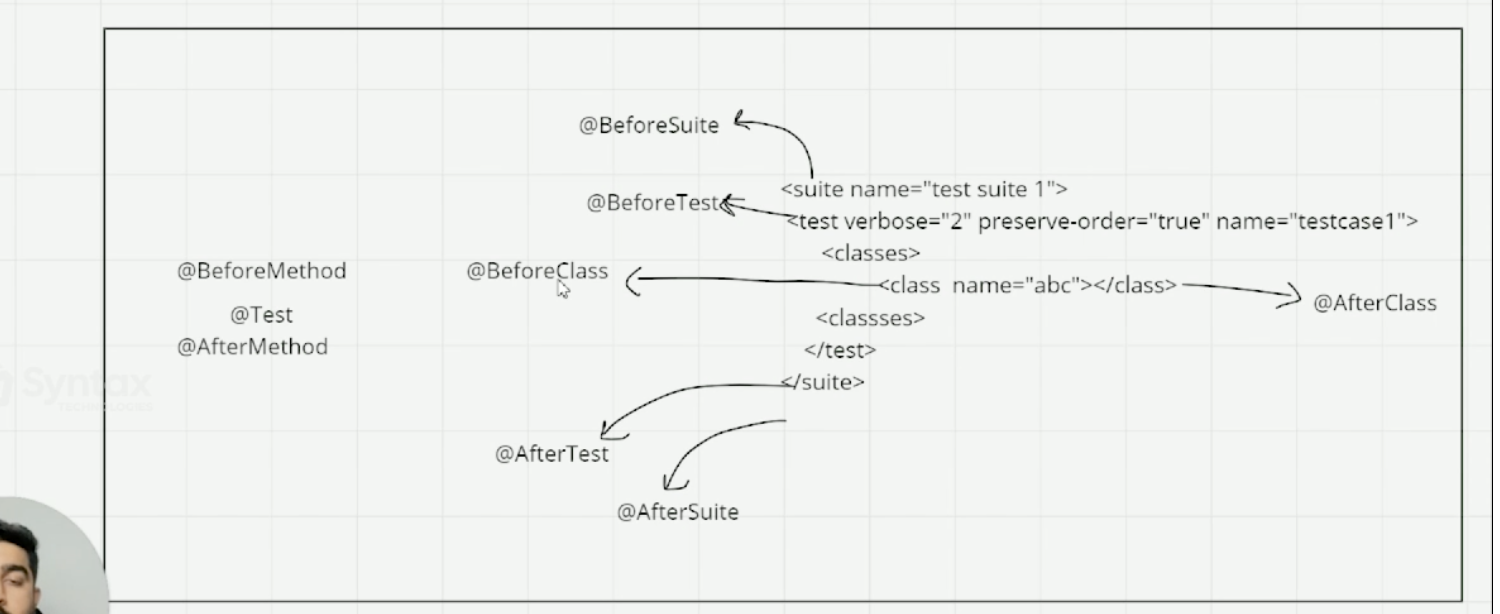 @BeforeSuite
<suite name="test suite 1">
@BeforeTest
<test verbose="2" preserve-order="true" name="testcase1">
<classes>
@BeforeMethod
@BeforeClass
<class name="abc"></class>
@AfterClass
@Test
<classses>
@AfterMethod
</test>
</suite>
Syntax
TECHNOLOGIES
@AfterTest
@AfterSuite